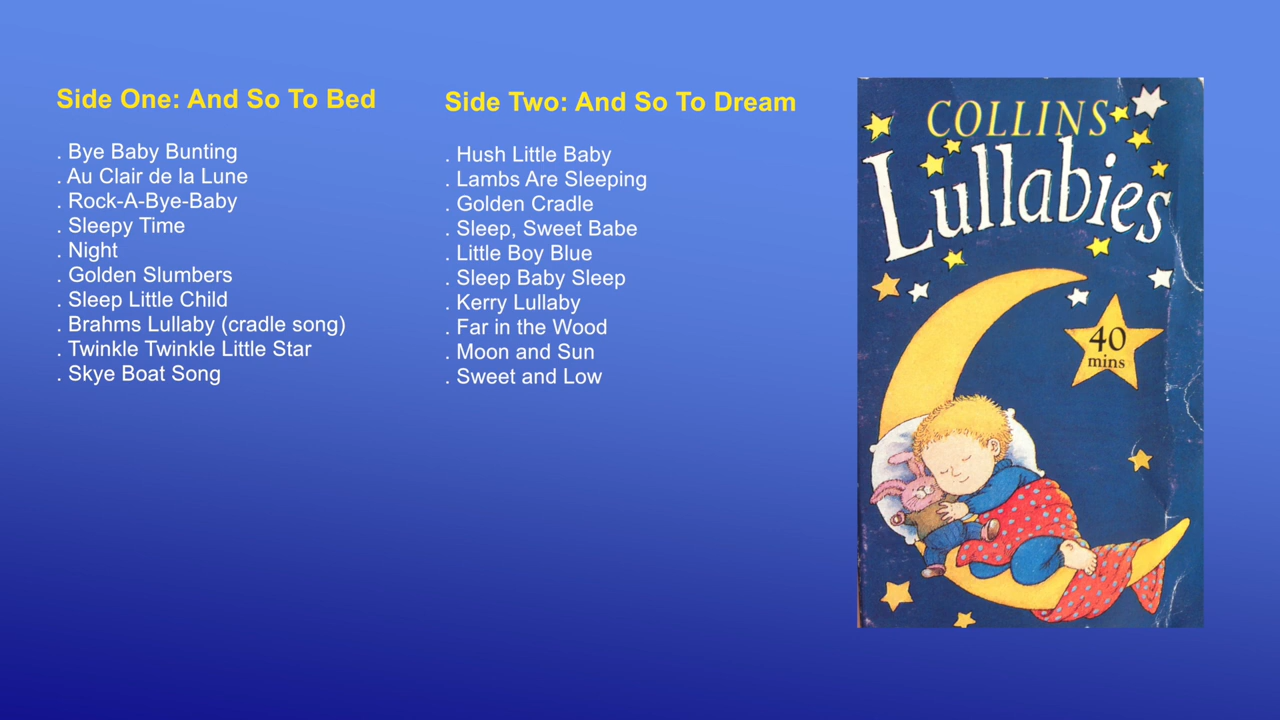 Side One: And So To Bed
. Bye Baby Bunting
. Au Clair de la Lune
. Rock-A-Bye-Baby
. Sleepy Time
. Night
. Golden Slumbers
. Sleep Little Child
. Brahms Lullaby (cradle song)
. Twinkle Twinkle Little Star
. Skye Boat Song
Side Two: And So To Dream
. Hush Little Baby
. Lambs Are Sleeping
. Golden Cradle
. Sleep, Sweet Babe
. Little Boy Blue
. Sleep Baby Sleep
. Kerry Lullaby
. Far in the Wood
. Moon and Sun
. Sweet and Low
COLLINS
Lullabies
40
mins